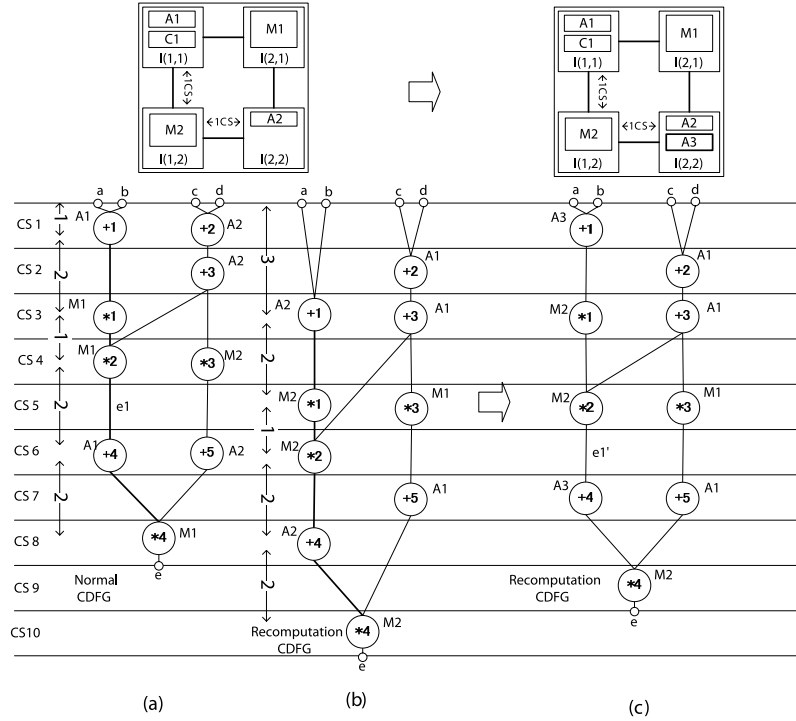 A1
C1
I(1,1)
M1
I(2,1)
1CS
M2
I(1,2)
1CS
A2
I(2,2)
A1
C1
I(1,1)
M1
I(2,1)
1CS
M2
I(1,2)
1CS
A2
A3
I(2,2)
a b c d a b c d a b c d
CS 1
CS 2
CS 3
CS 4
CS 5
CS 6
CS 7
CS 8
CS 9
CS10
1
2
1
2
2
A1
+1
+2
A2
+3
A2
M1
*1
M1
*2
*3
M2
e1
A1
+4
+5
A2
*4
M1
e
Normal
CDFG
3
2
1
2
2
+2
A1
A2
+1
+3
A1
M2
*1
*3
M1
M2
*2
+5
A1
A2
+4
*4
M2
e
Recomputation
CDFG
A3
+1
+2
A1
M2
*1
+3
A1
M2
*2
*3
M1
e1'
A3
+4
+5
A1
*4
M2
e
Recomputation
CDFG
(a)
(b)
(c)